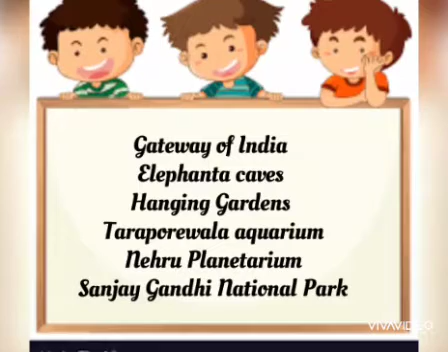 Gateway of India
Elephanta caves
Hanging Gardens
Taraporewala aquarium
Nehru Planetarium
Sanjay Gandhi National Park
VIVAVIDEO